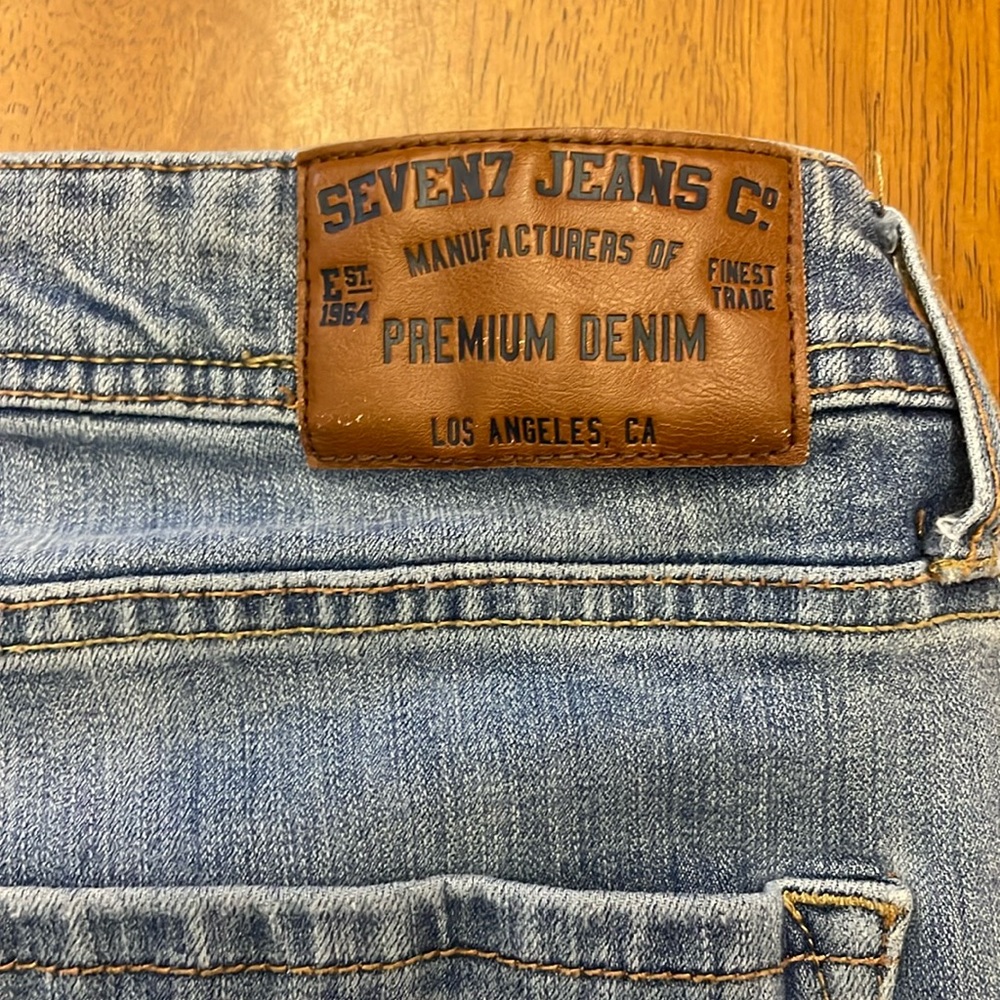 SEVEN7 JEANS Cº
MANUFACTURERS OF
EST. 1964
FINEST TRADE
PREMIUM DENIM
LOS ANGELES, CA